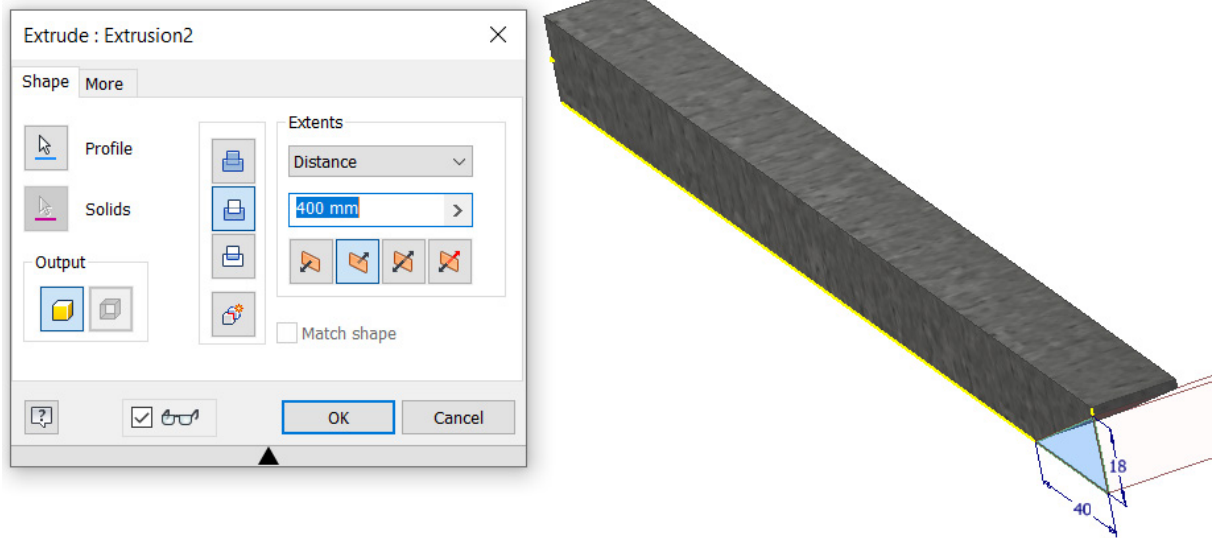 Extrude : Extrusion2
Shape
More
Profile
Solids
Output
Extents
Distance
400 mm
Match shape
?
OK
Cancel
18
40